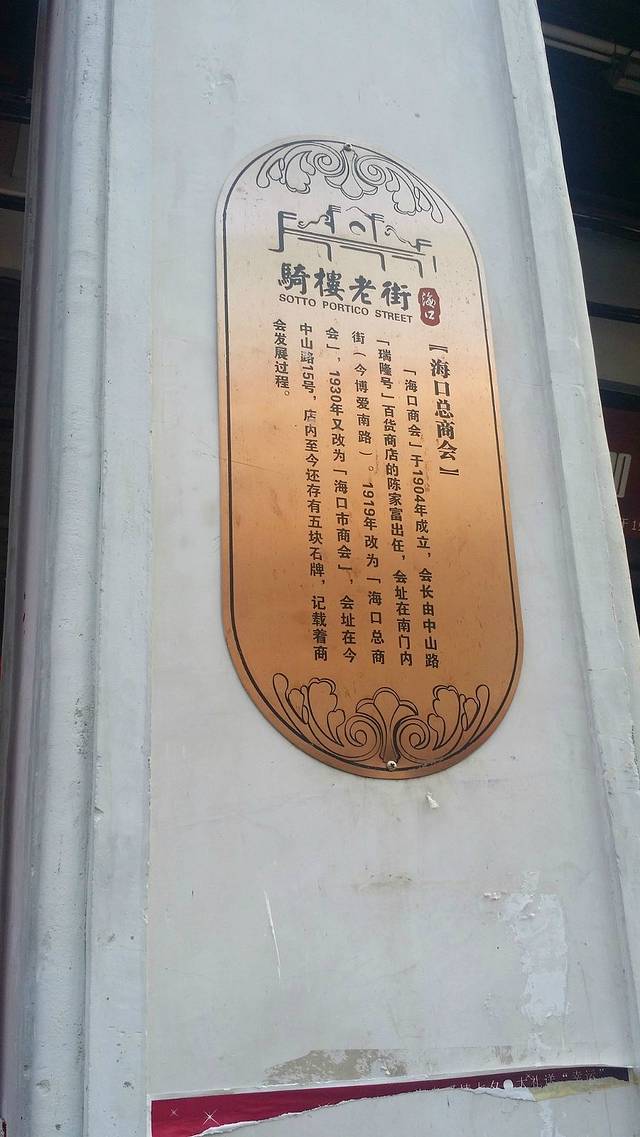 騎樓老街
海口
SOTTO PORTICO STREET
【海口总商会】
「海口商会」于1904年成立，会长由中山路
「瑞隆号」百货商店的陈家富出任，会址在南门内
街（今博爱南路）。1919年改为「海口总商
会」，1930年又改为「海口市商会」，会址在今
中山路15号，店内至今还存有五块石牌，记载着商
会发展过程。